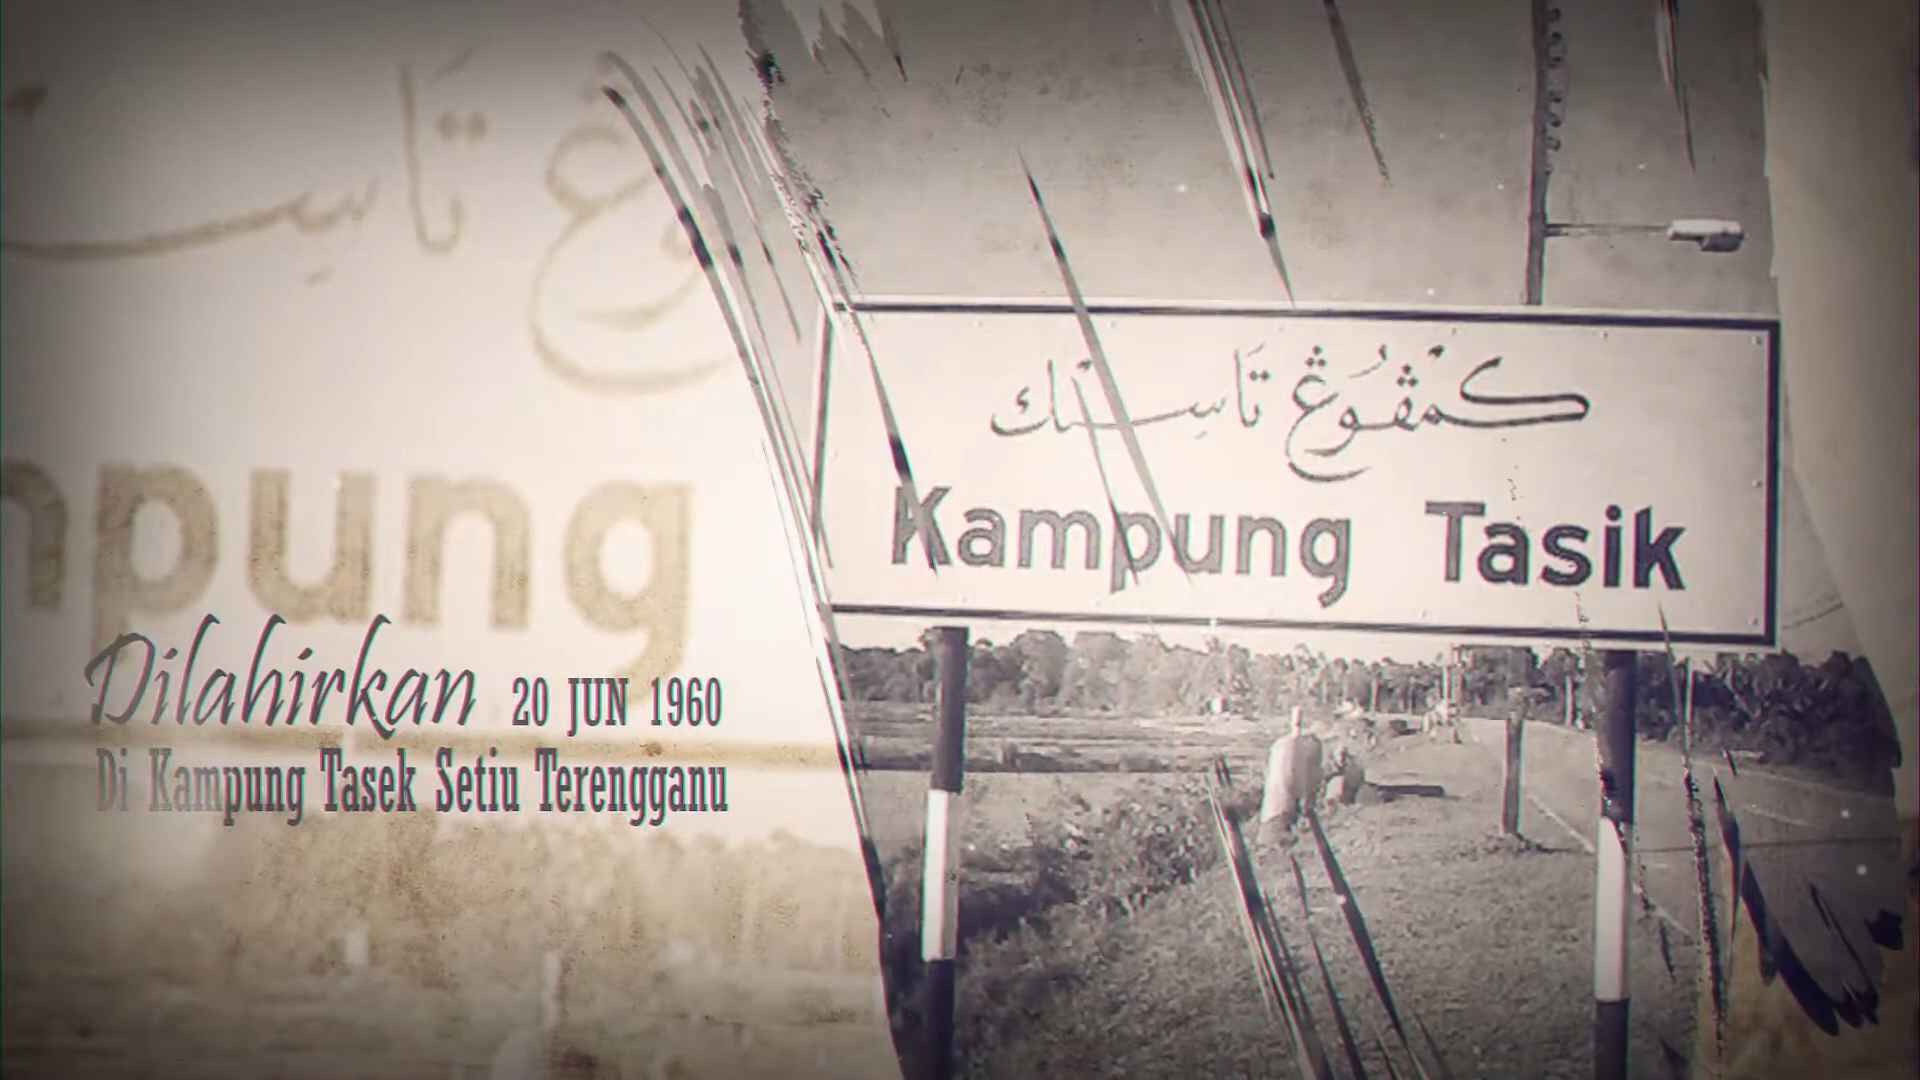 كمڤوڠ تاسيك
Kampung Tasik
Dilahirkan 20 JUN 1960
Di Kampung Tasek Setiu Terengganu